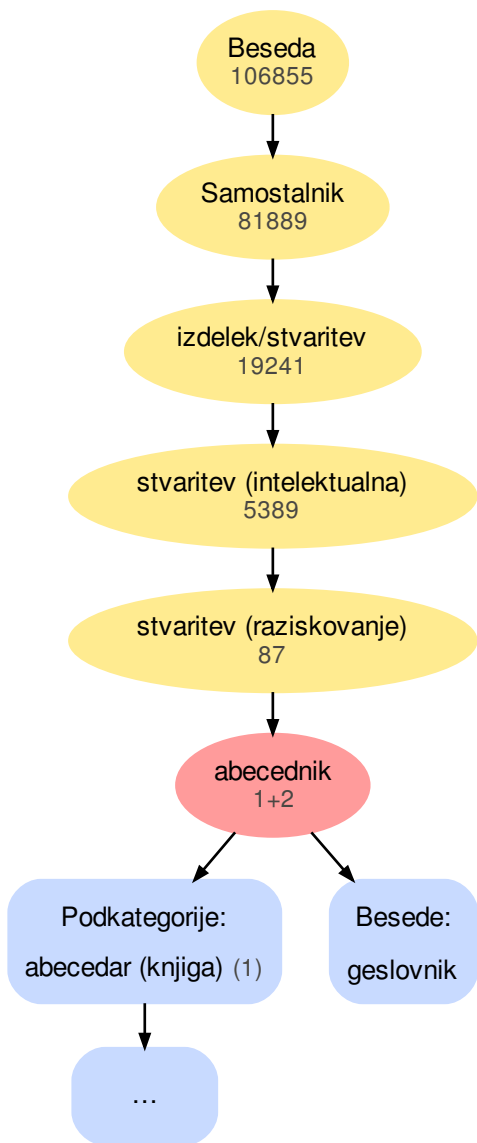 Beseda
106855
Samostalnik
81889
izdelek/stvaritev
19241
stvaritev (intelektualna)
5389
stvaritev (raziskovanje)
87
abecednik
1+2
Podkategorije:
abecedar (knjiga) (1)
Besede:
geslovnik
...